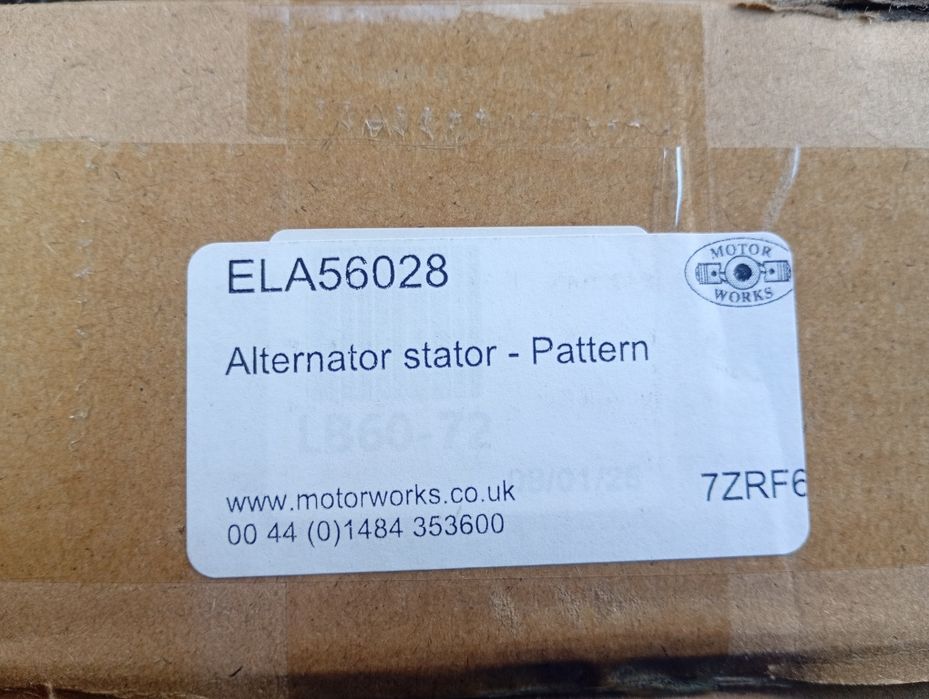 ELA56028
MOTOR
WORKS
Alternator stator - Pattern
LB60-72
www.motorworks.co.uk
7ZRF6
00 44 (0)1484 353600